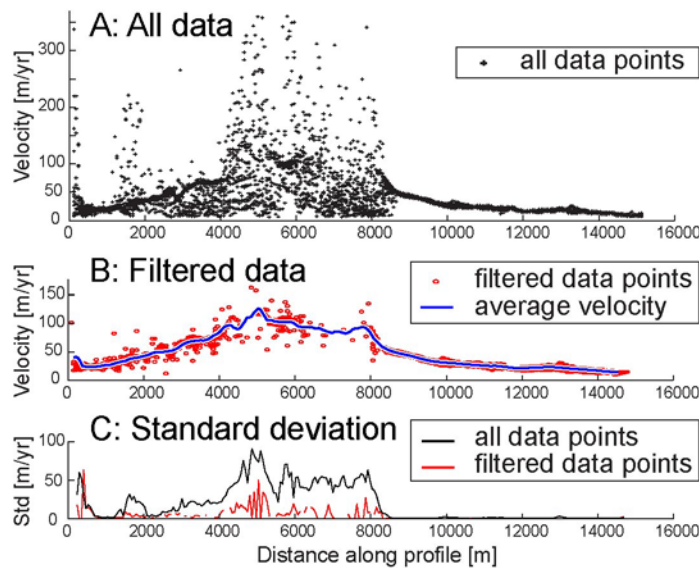 A: All data
all data points
Velocity [m/yr]
300
200
100
50
0
0 2000 4000 6000 8000 10000 12000 14000 16000
B: Filtered data
filtered data points
average velocity
Velocity [m/yr]
150
100
50
0
0 2000 4000 6000 8000 10000 12000 14000 16000
C: Standard deviation
all data points
filtered data points
Std [m/yr]
100
50
0
0 2000 4000 6000 8000 10000 12000 14000 16000
Distance along profile [m]